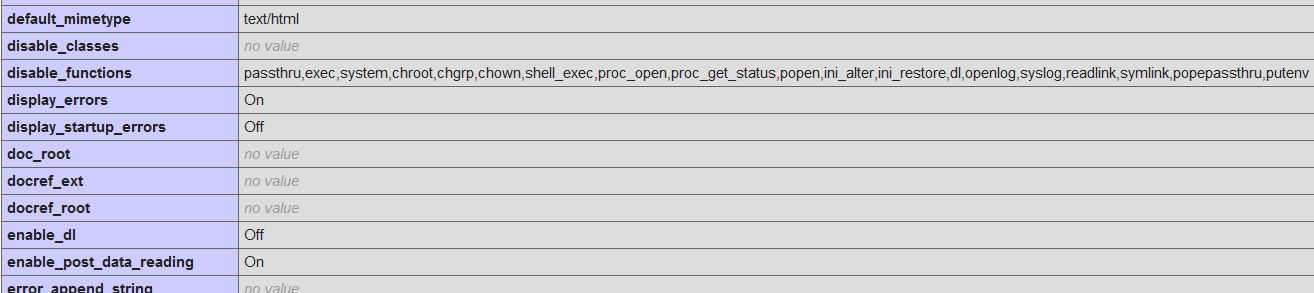 default_mimetype text/html
disable_classes no value
disable_functions passthru,exec,system,chroot,chgrp,chown,shell_exec,proc_open,proc_get_status,popen,ini_alter,ini_restore,dl,openlog,syslog,readlink,symlink,popepassthru,putenv
display_errors On
display_startup_errors Off
doc_root no value
docref_ext no value
docref_root no value
enable_dl Off
enable_post_data_reading On
error_append_string no value